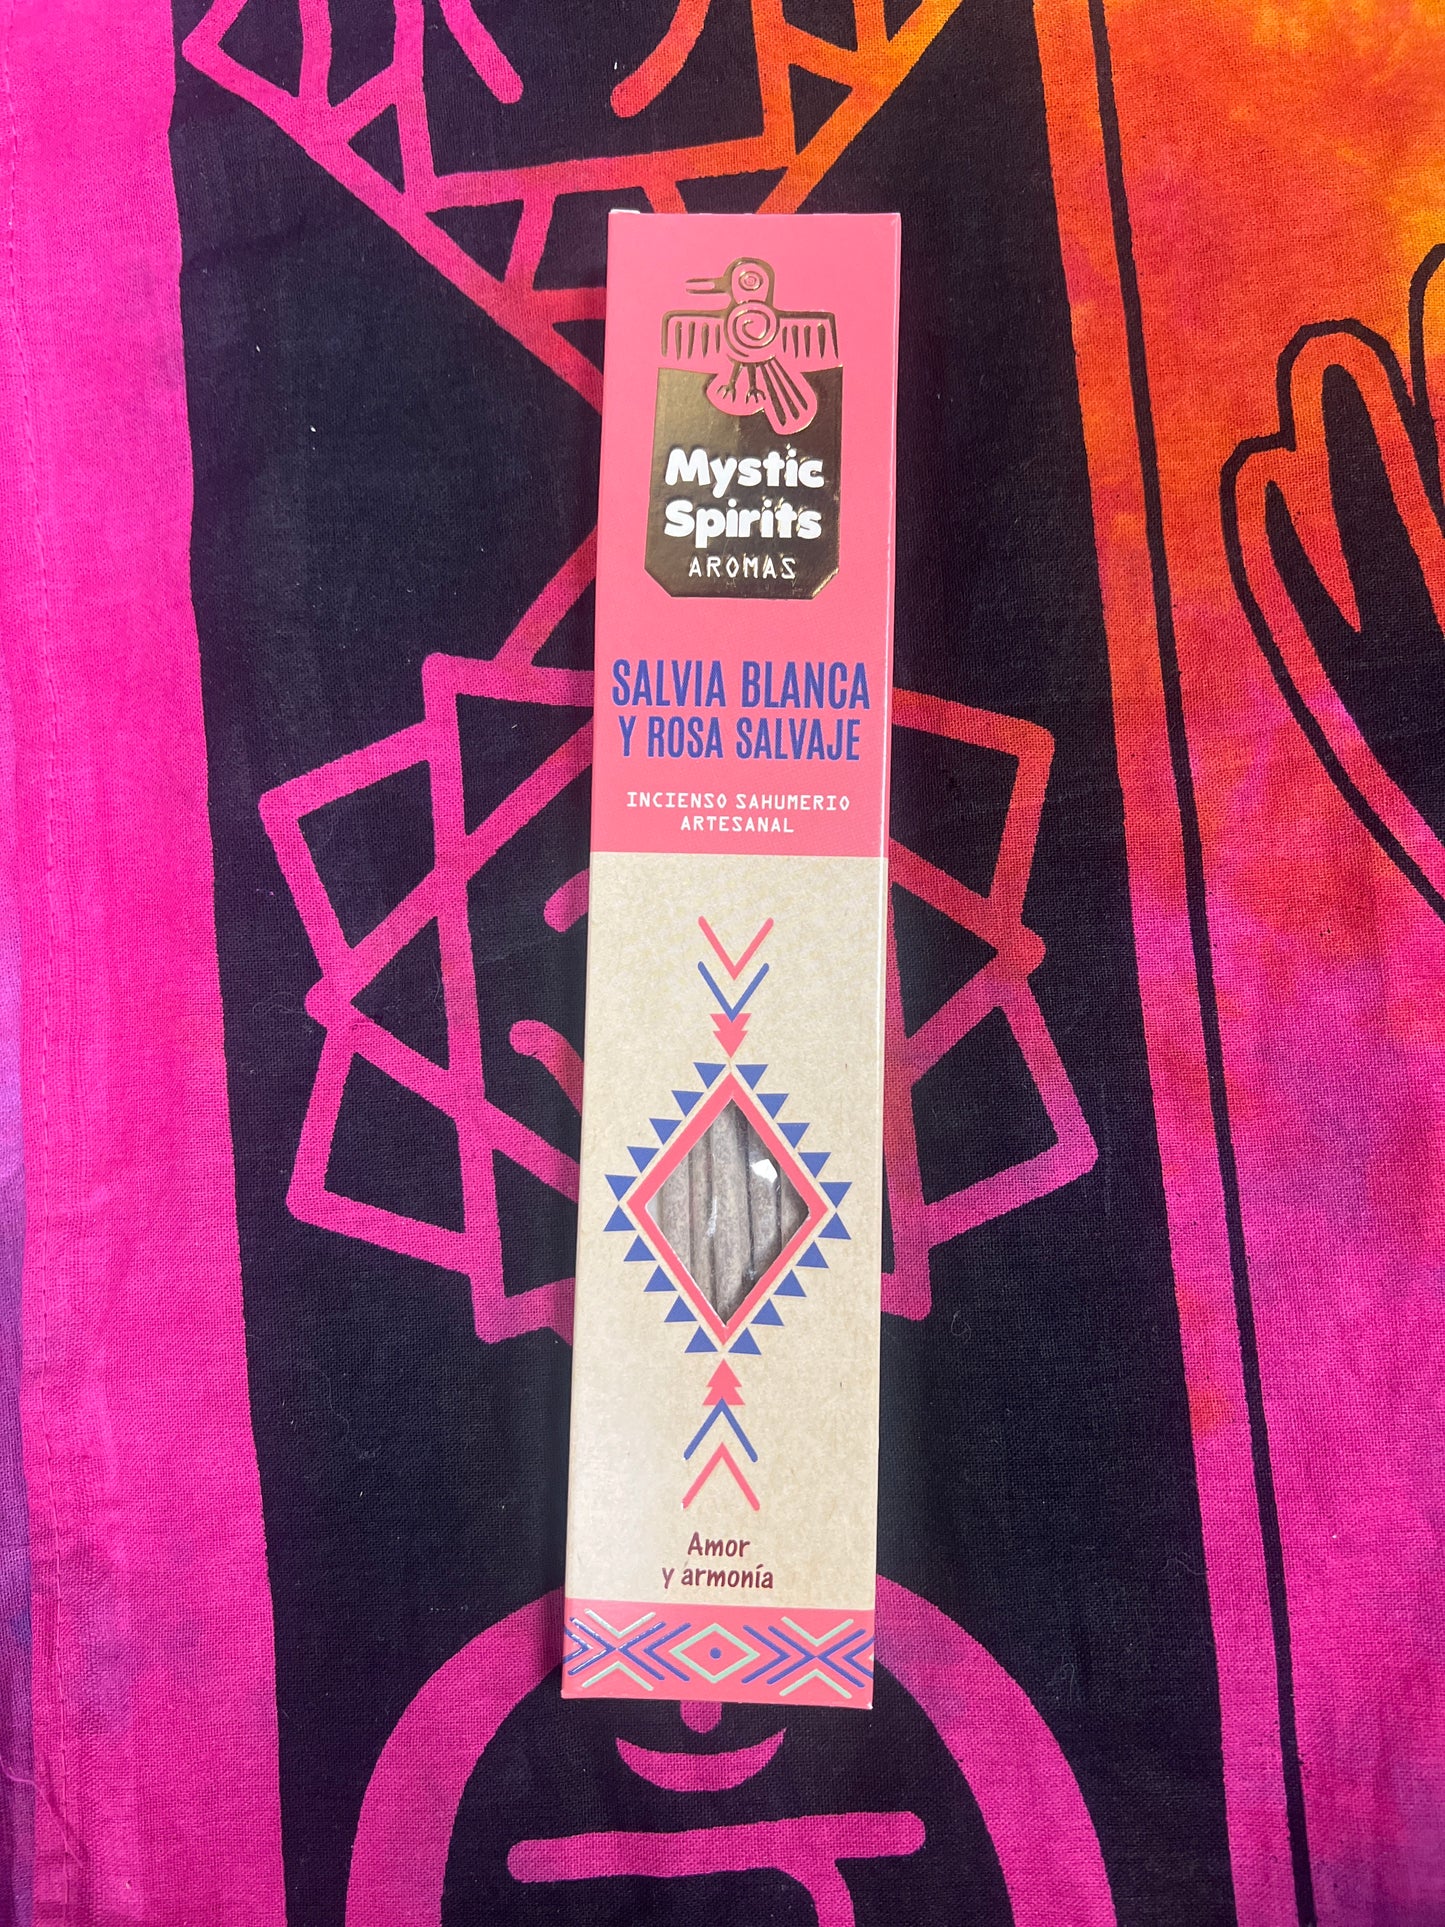 Mystic
Spirits
AROMAS
SALVIA BLANCA
Y ROSA SALVAJE
INCIENSO SAHUMERIO
ARTESANAL
Amor
y armonía